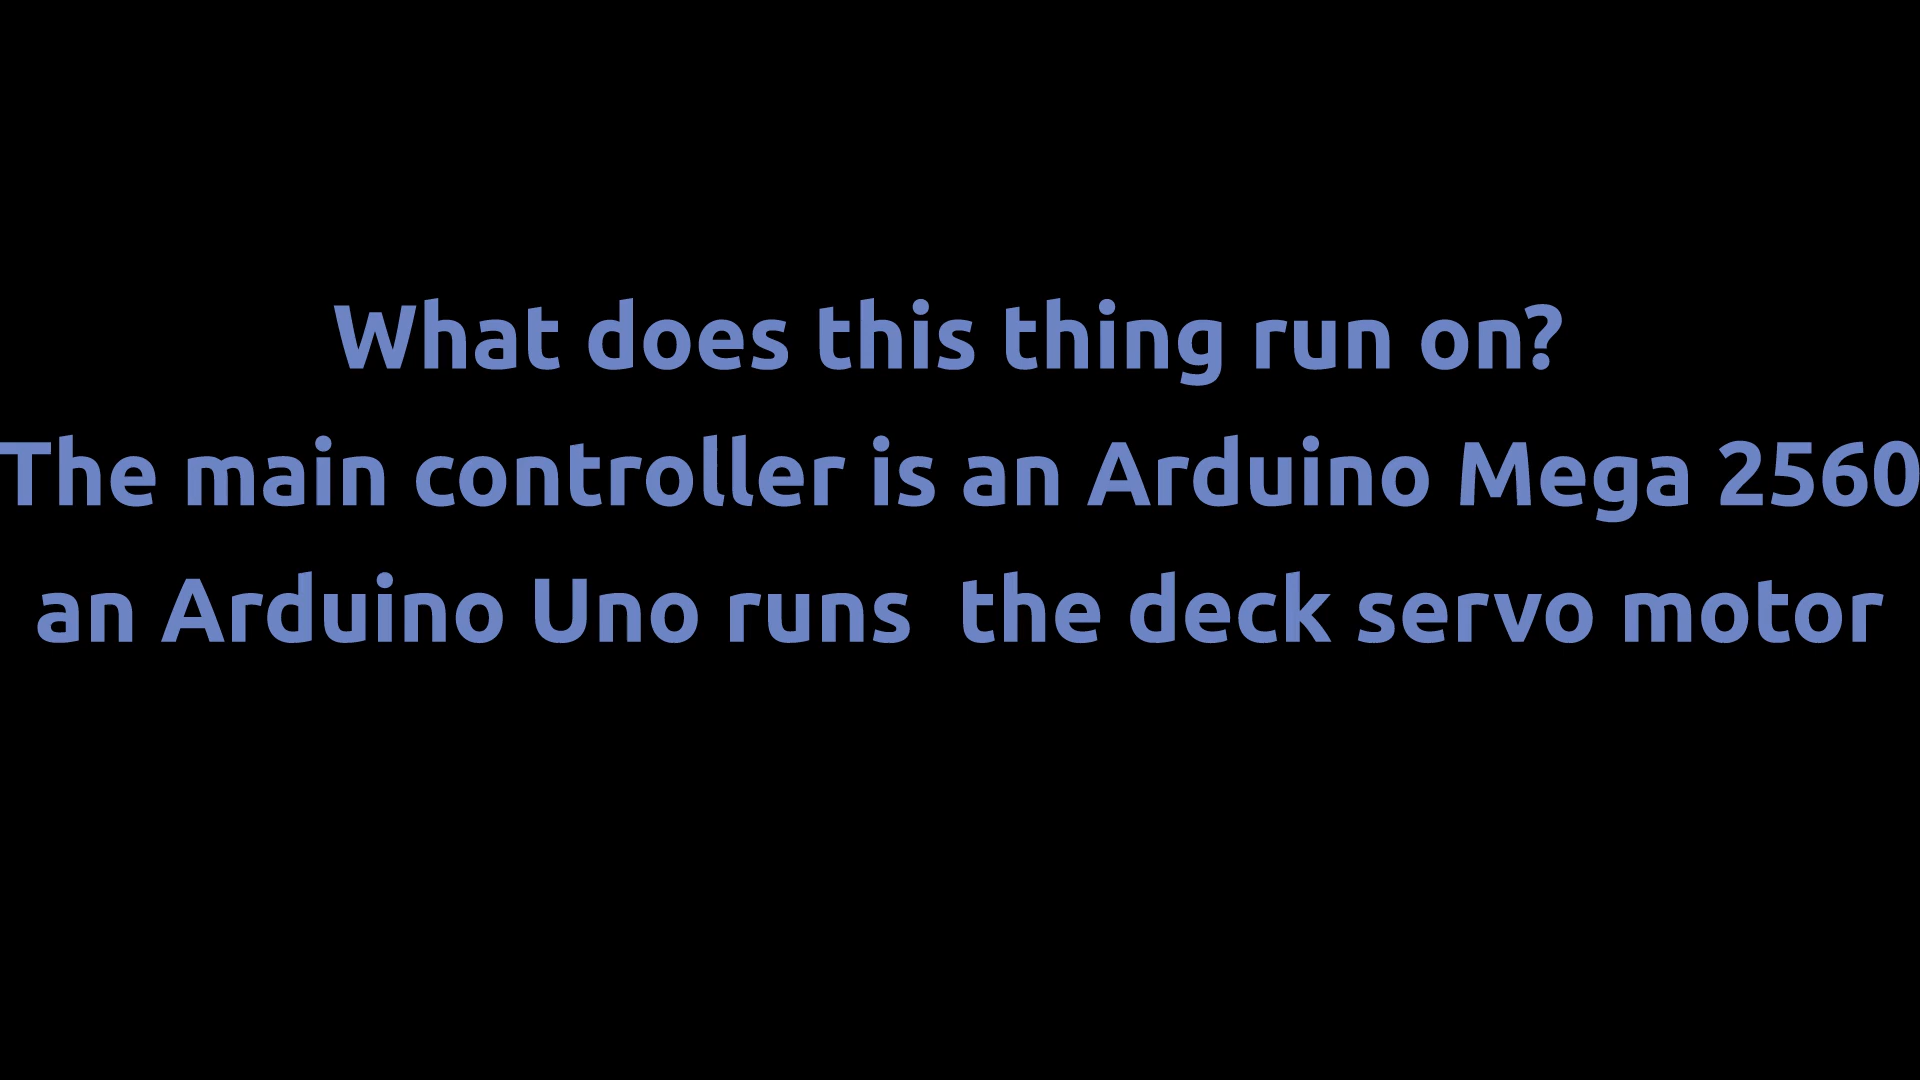 What does this thing run on?
The main controller is an Arduino Mega 2560
an Arduino Uno runs  the deck servo motor